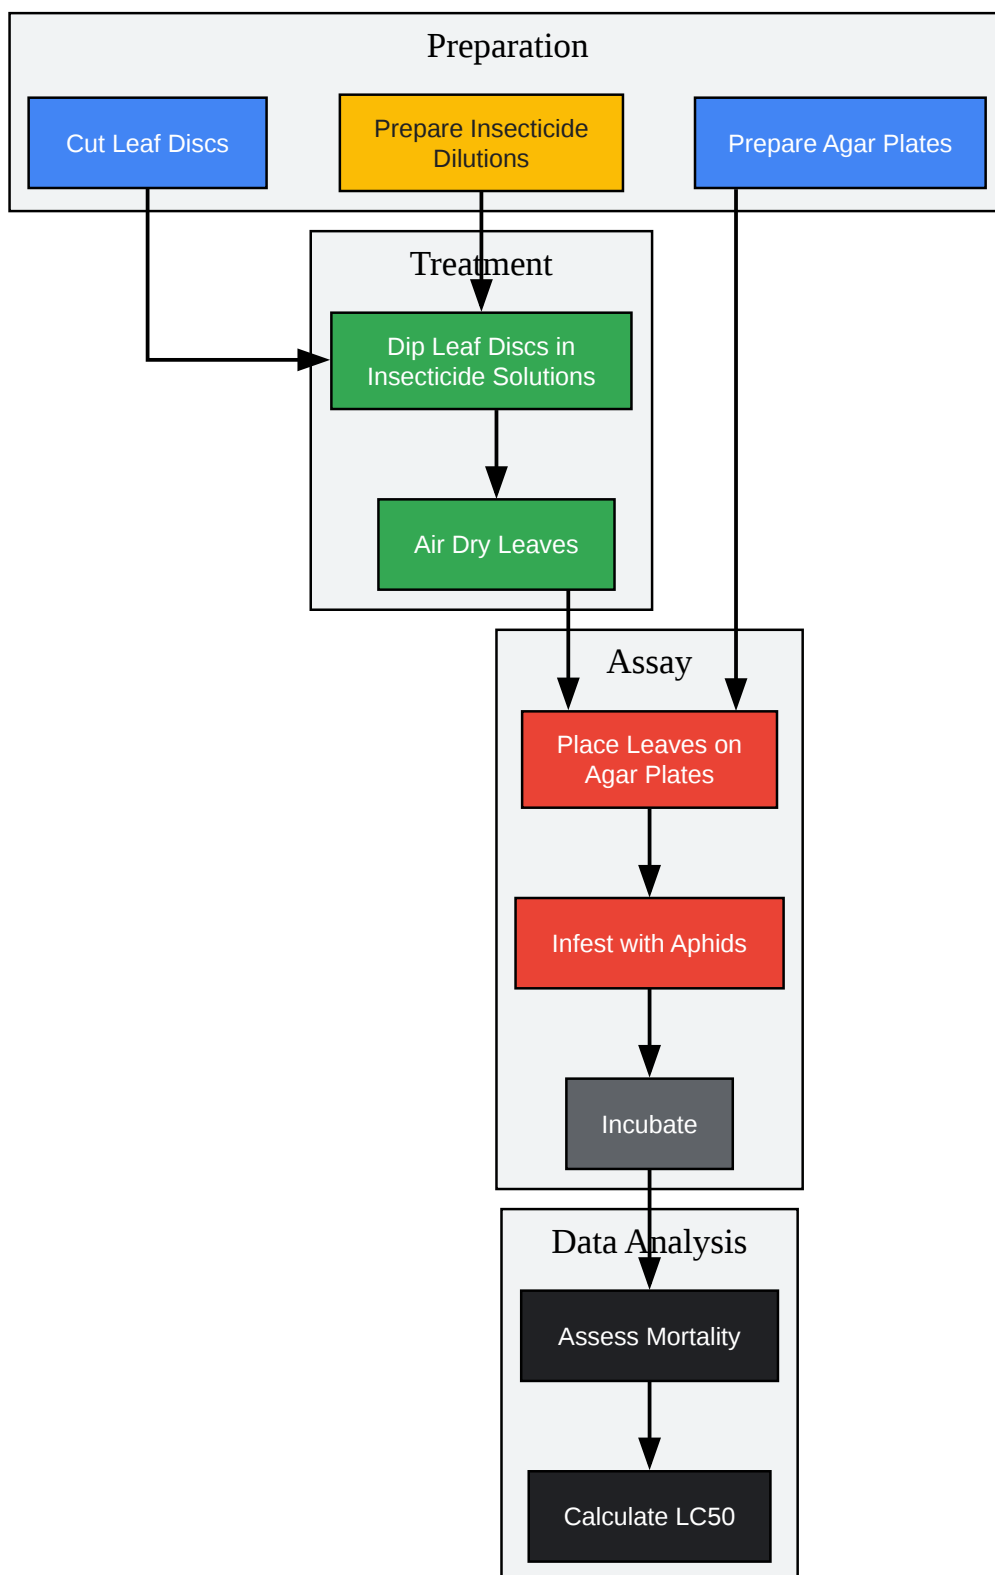 Preparation
Cut Leaf Discs
Prepare Insecticide
Dilutions
Prepare Agar Plates
Treatment
Dip Leaf Discs in
Insecticide Solutions
Air Dry Leaves
Assay
Place Leaves on
Agar Plates
Infest with Aphids
Incubate
Data Analysis
Assess Mortality
Calculate LC50